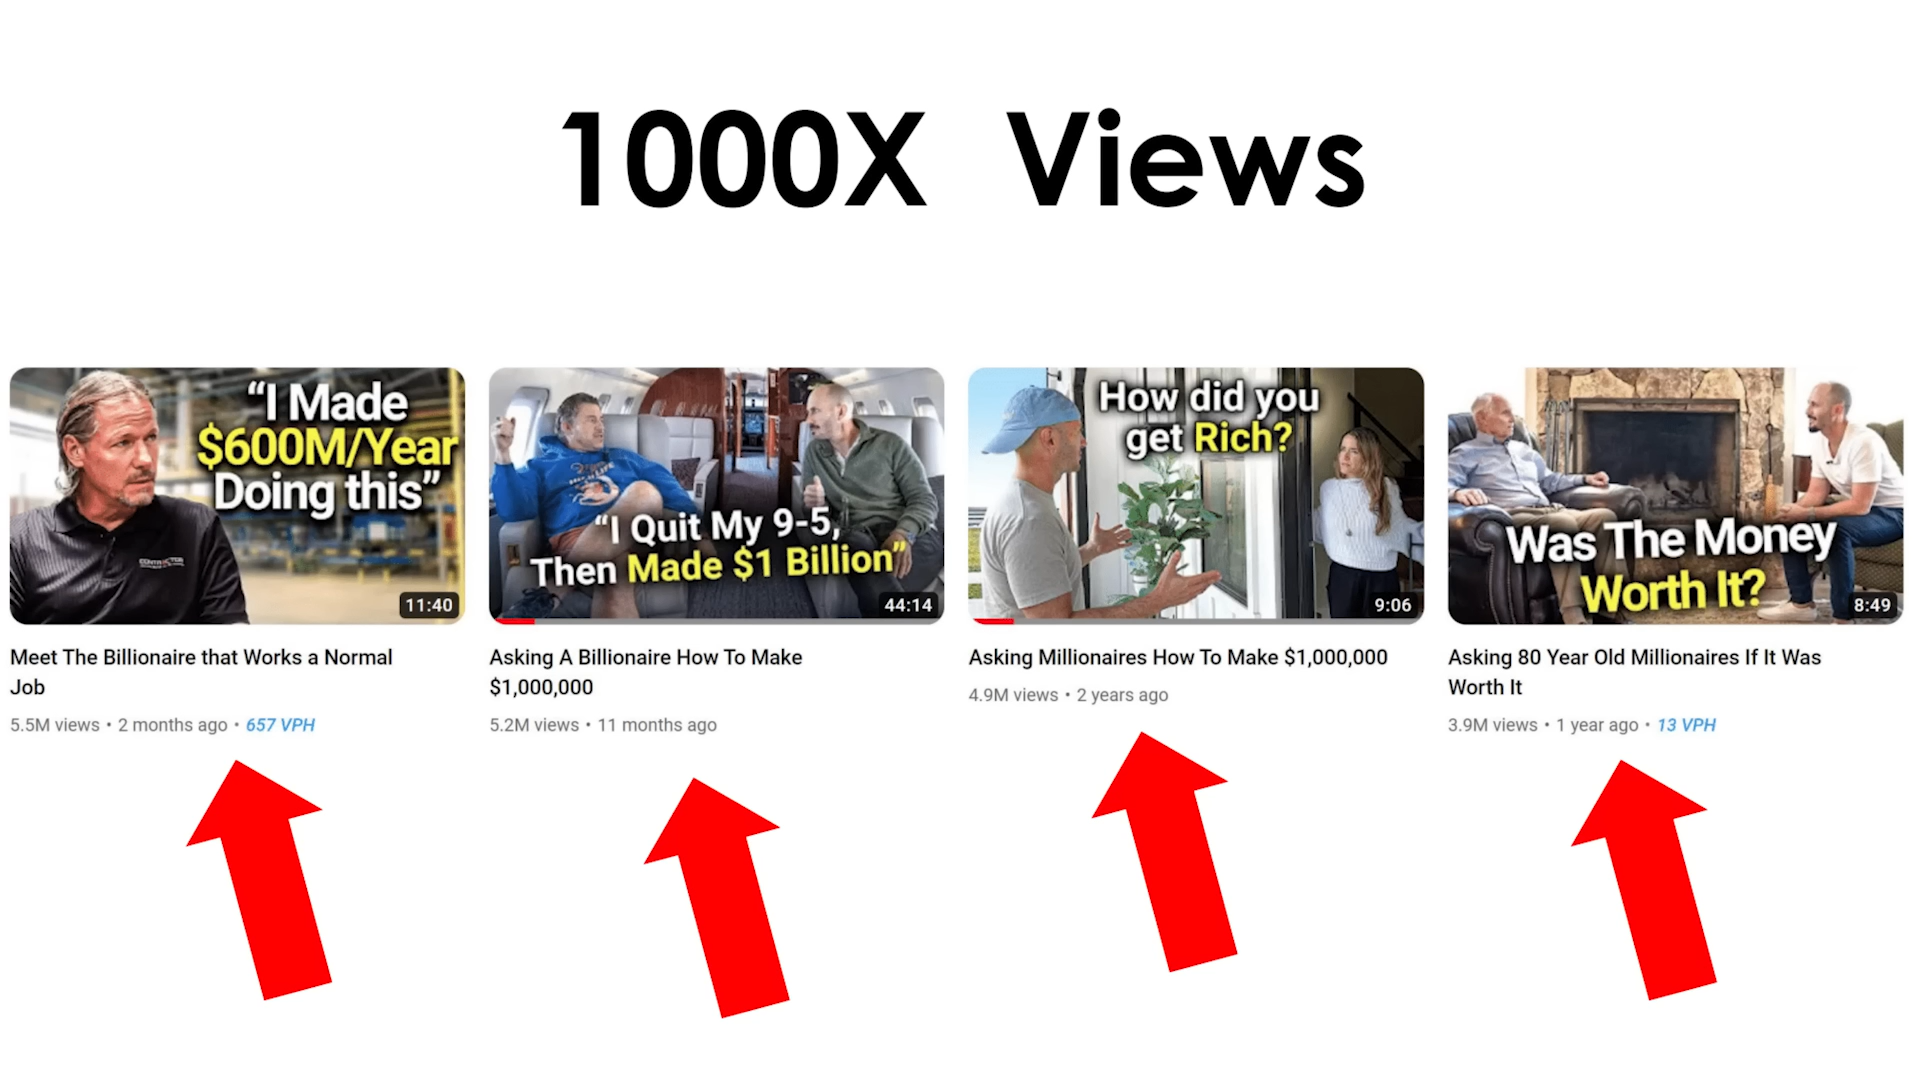 1000X Views
“I Made
$600M/Year
Doing this”
11:40
Meet The Billionaire that Works a Normal
Job
5.5M views • 2 months ago • 657 VPH
“I Quit My 9-5,
Then Made $1 Billion”
44:14
Asking A Billionaire How To Make
$1,000,000
5.2M views • 11 months ago
How did you
get Rich?
9:06
Asking Millionaires How To Make $1,000,000
4.9M views • 2 years ago
Was The Money
Worth It?
8:49
Asking 80 Year Old Millionaires If It Was
Worth It
3.9M views • 1 year ago • 13 VPH